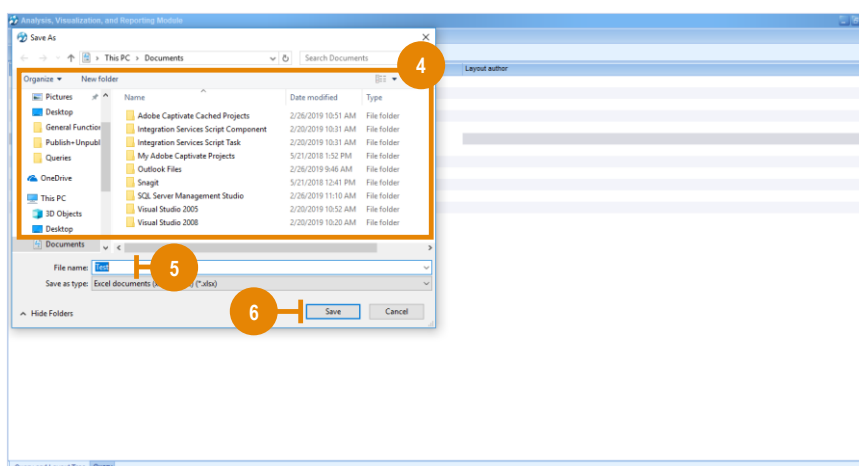 Analysis, Visualization, and Reporting Module
Save As
This PC > Documents
Search Documents
4
Layout author
Organize
New folder
Name
Date modified
Type
Pictures
Desktop
General Function
Publish+Unpubl
Queries
OneDrive
This PC
3D Objects
Desktop
Documents
Adobe Captivate Cached Projects 2/26/2019 10:51 AM File folder
Integration Services Script Component 2/20/2019 10:31 AM File folder
Integration Services Script Task 2/20/2019 10:31 AM File folder
My Adobe Captivate Projects 5/21/2018 1:52 PM File folder
Outlook Files 2/26/2019 9:46 AM File folder
Snagit 5/21/2018 12:41 PM File folder
SQL Server Management Studio 2/26/2019 11:10 AM File folder
Visual Studio 2005 2/20/2019 10:52 AM File folder
Visual Studio 2008 2/20/2019 10:20 AM File folder
File name: Test
5
Save as type: Excel documents (*.xlsx)
6
Hide Folders
Save
Cancel